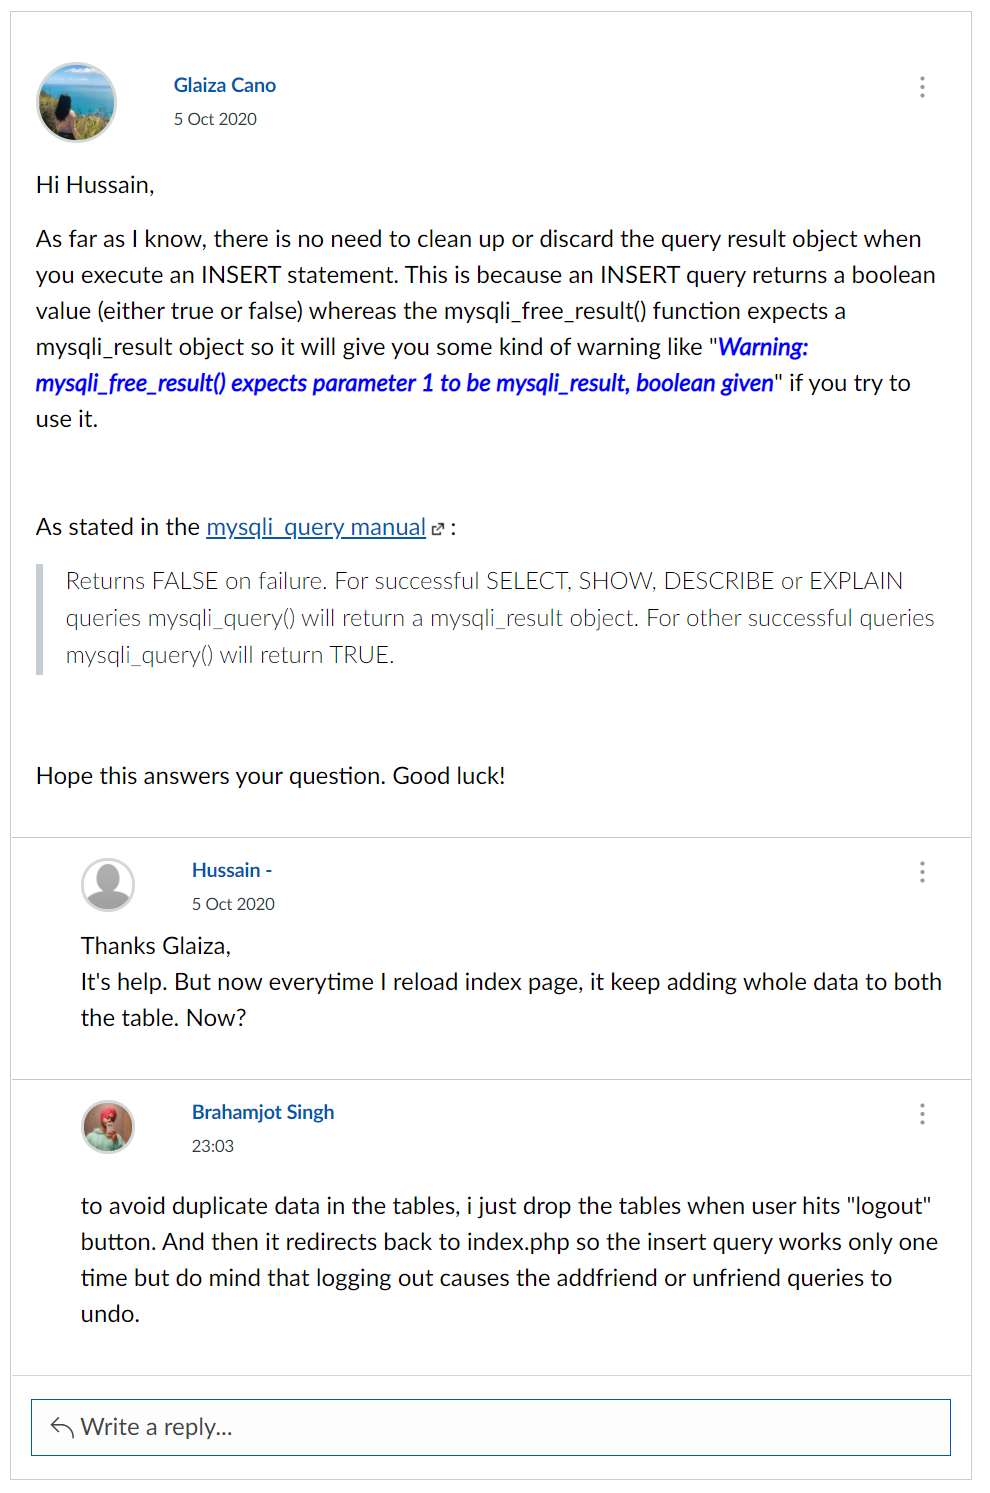 Glaiza Cano
5 Oct 2020
Hi Hussain,
As far as I know, there is no need to clean up or discard the query result object when
you execute an INSERT statement. This is because an INSERT query returns a boolean
value (either true or false) whereas the mysqli_free_result() function expects a
mysqli_result object so it will give you some kind of warning like "Warning:
mysqli_free_result() expects parameter 1 to be mysqli_result, boolean given" if you try to
use it.
As stated in the mysqli_query manual :
Returns FALSE on failure. For successful SELECT, SHOW, DESCRIBE or EXPLAIN
queries mysqli_query() will return a mysqli_result object. For other successful queries
mysqli_query() will return TRUE.
Hope this answers your question. Good luck!
Hussain -
5 Oct 2020
Thanks Glaiza,
It's help. But now everytime I reload index page, it keep adding whole data to both
the table. Now?
Brahamjot Singh
23:03
to avoid duplicate data in the tables, i just drop the tables when user hits "logout"
button. And then it redirects back to index.php so the insert query works only one
time but do mind that logging out causes the addfriend or unfriend queries to
undo.
Write a reply...